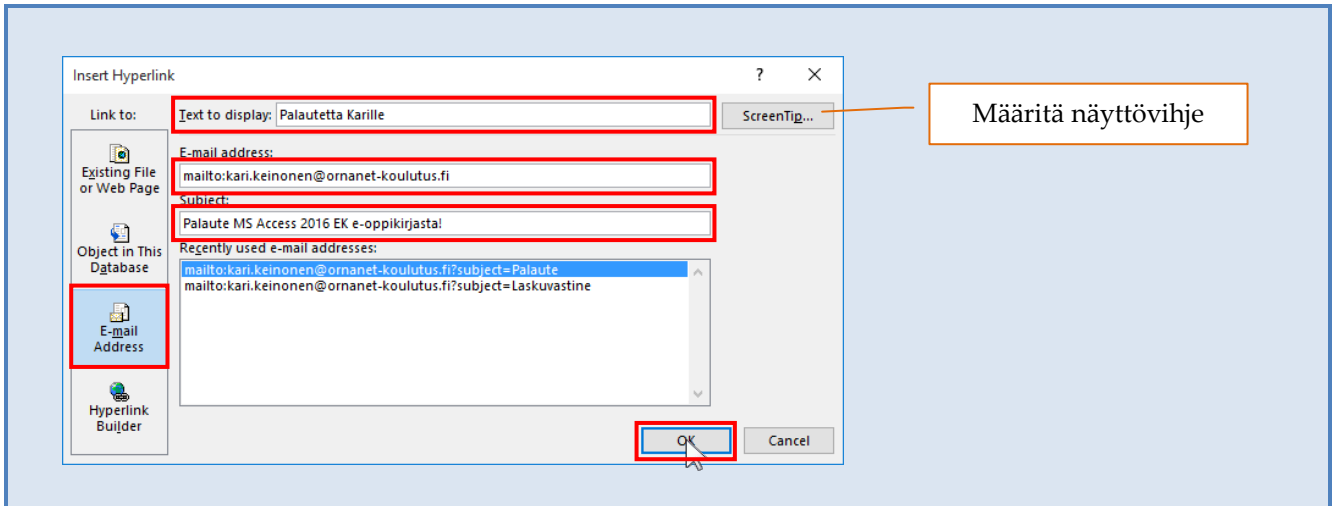 Insert Hyperlink
Link to:
Text to display: Palautetta Karille
ScreenTip...
Määritä näyttövihje
Existing File
or Web Page
E-mail address:
mailto:kari.keinonen@ornanet-koulutus.fi
Subject:
Palaute MS Access 2016 EK e-oppikirjasta!
Object in This
Database
Recently used e-mail addresses:
mailto:kari.keinonen@ornanet-koulutus.fi?subject=Palaute
mailto:kari.keinonen@ornanet-koulutus.fi?subject=Laskuvastine
E-mail
Address
Hyperlink
Builder
OK
Cancel